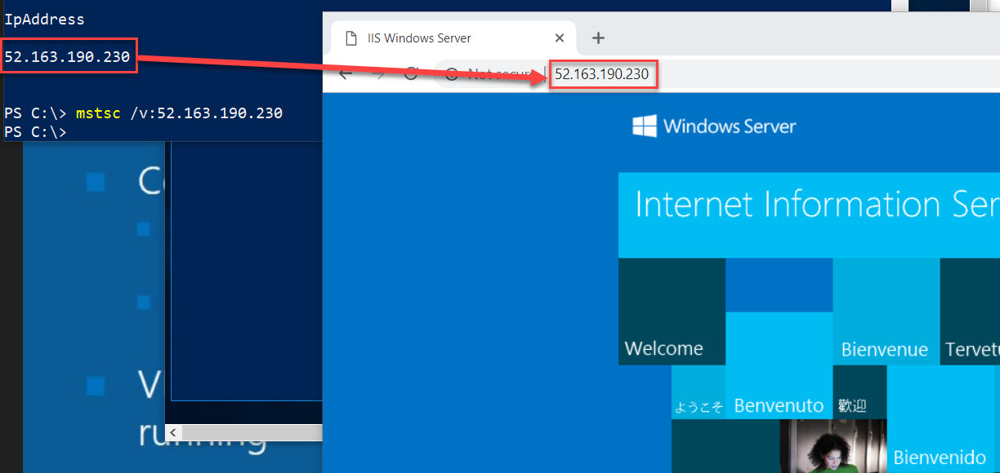 IpAddress
52.163.190.230
PS C:\> mstsc /v:52.163.190.230
PS C:\>
IIS Windows Server
Not secure
52.163.190.230
Windows Server
Internet Information Ser
Welcome
Bienvenue
Tervetu
ようこそ
Benvenuto
歡迎
Bienvenido
C
V
running